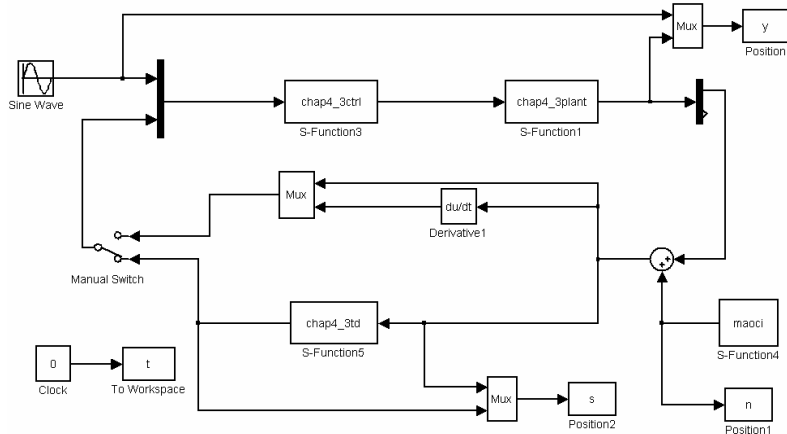 Mux
y
Position
Sine Wave
chap4_3ctrl
S-Function3
chap4_3plant
S-Function1
Mux
du/dt
Derivative1
Manual Switch
+
+
chap4_3td
S-Function5
maoci
S-Function4
0
Clock
t
To Workspace
Mux
s
Position2
n
Position1